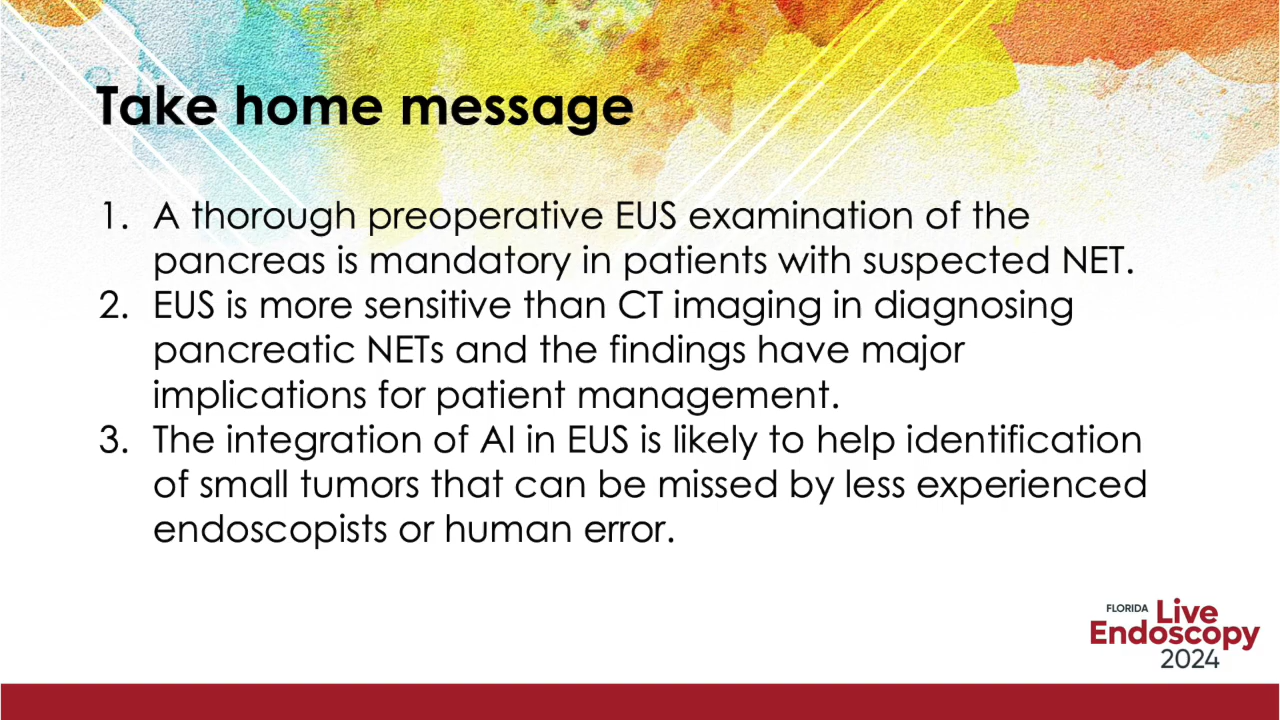 Take home message
1. A thorough preoperative EUS examination of the
pancreas is mandatory in patients with suspected NET.
2. EUS is more sensitive than CT imaging in diagnosing
pancreatic NETs and the findings have major
implications for patient management.
3. The integration of AI in EUS is likely to help identification
of small tumors that can be missed by less experienced
endoscopists or human error.
FLORIDA Live
Endoscopy
2024